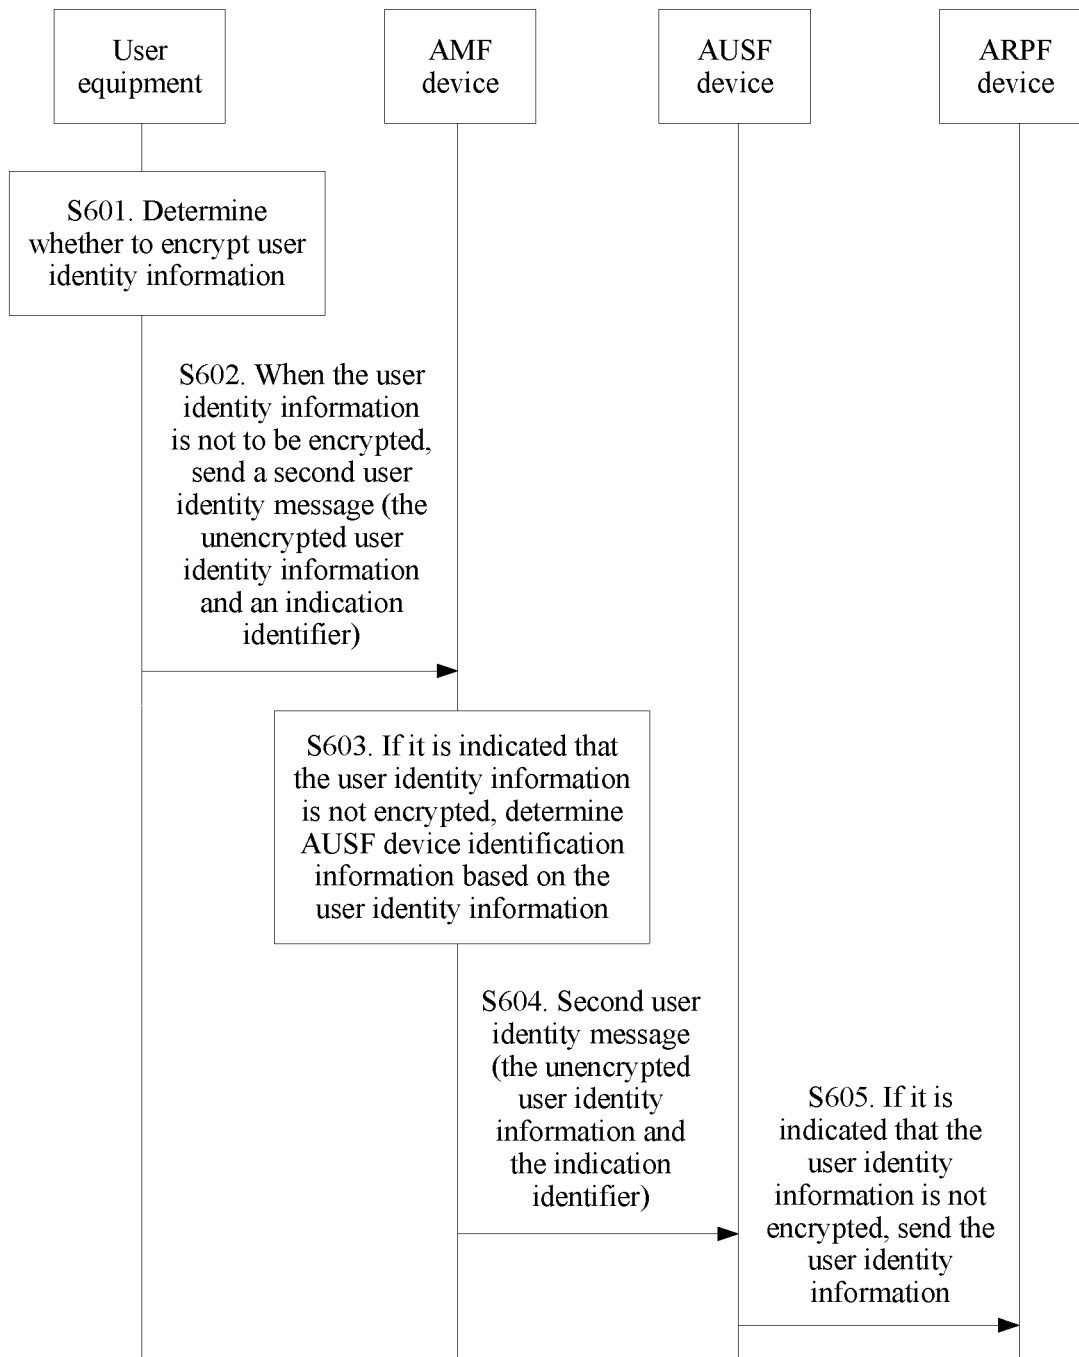 User
equipment
AMF
device
AUSF
device
ARPF
device
S601. Determine
whether to encrypt user
identity information
S602. When the user
identity information
is not to be encrypted,
send a second user
identity message (the
unencrypted user
identity information
and an indication
identifier)
S603. If it is indicated that
the user identity information
is not encrypted, determine
AUSF device identification
information based on the
user identity information
S604. Second user
identity message
(the unencrypted
user identity
information and
the indication
identifier)
S605. If it is
indicated that the
user identity
information is not
encrypted, send the
user identity
information